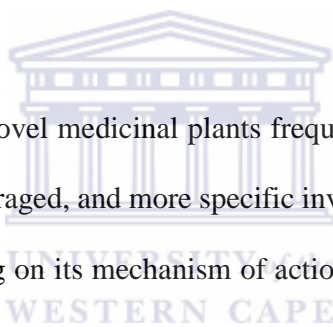 ovel medicinal plants frequ
raged, and more specific inv
UNIVERSITY of the
g on its mechanism of actio
WESTERN CAPE